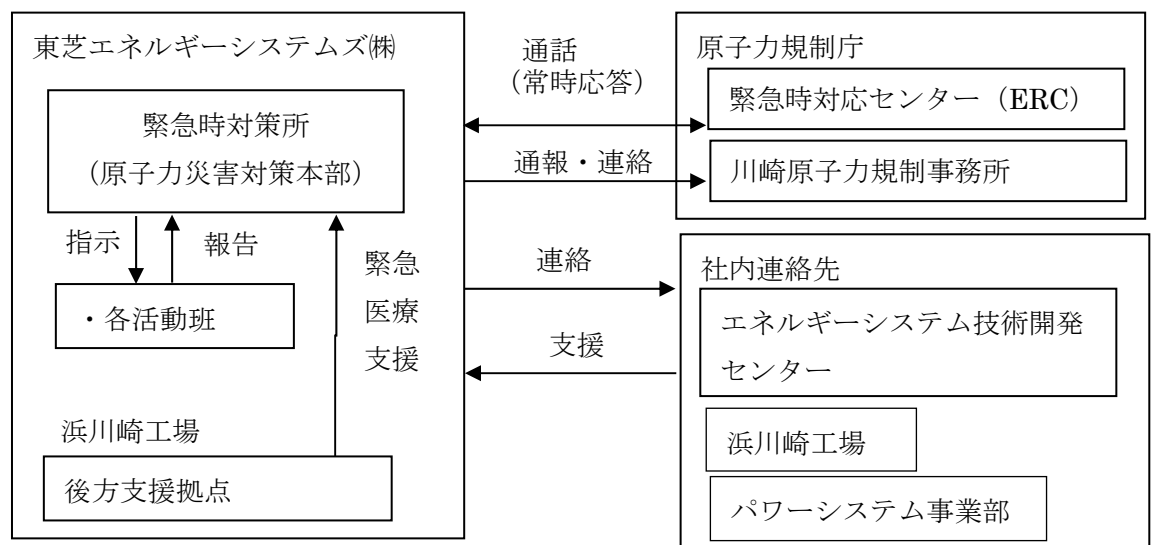 東芝エネルギーシステムズ㈱
緊急時対策所
(原子力災害対策本部)
指示
報告
・各活動班
緊急
医療
支援
浜川崎工場
後方支援拠点
通話
(常時応答)
通報・連絡
連絡
支援
原子力規制庁
緊急時対応センター(ERC)
川崎原子力規制事務所
社内連絡先
エネルギーシステム技術開発
センター
浜川崎工場
パワーシステム事業部